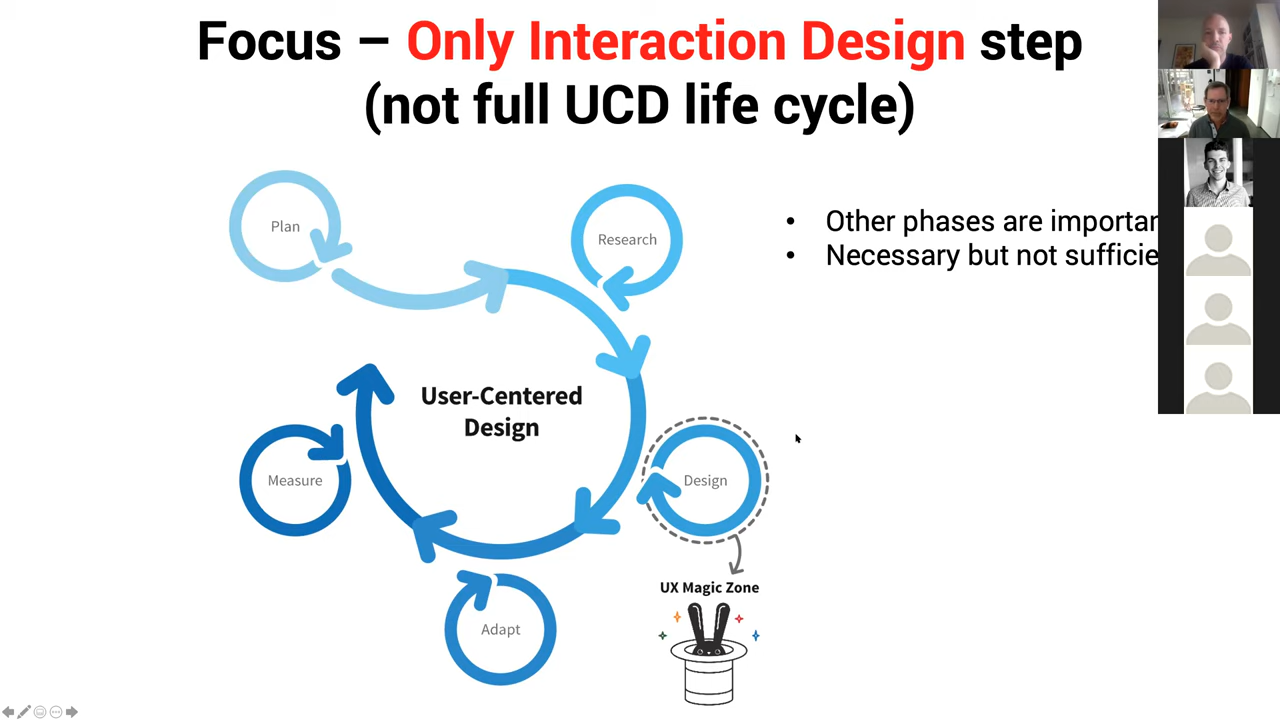 Focus – Only Interaction Design step
(not full UCD life cycle)
Plan
Research
• Other phases are importan
• Necessary but not sufficie
User-Centered
Design
Measure
Design
UX Magic Zone
Adapt